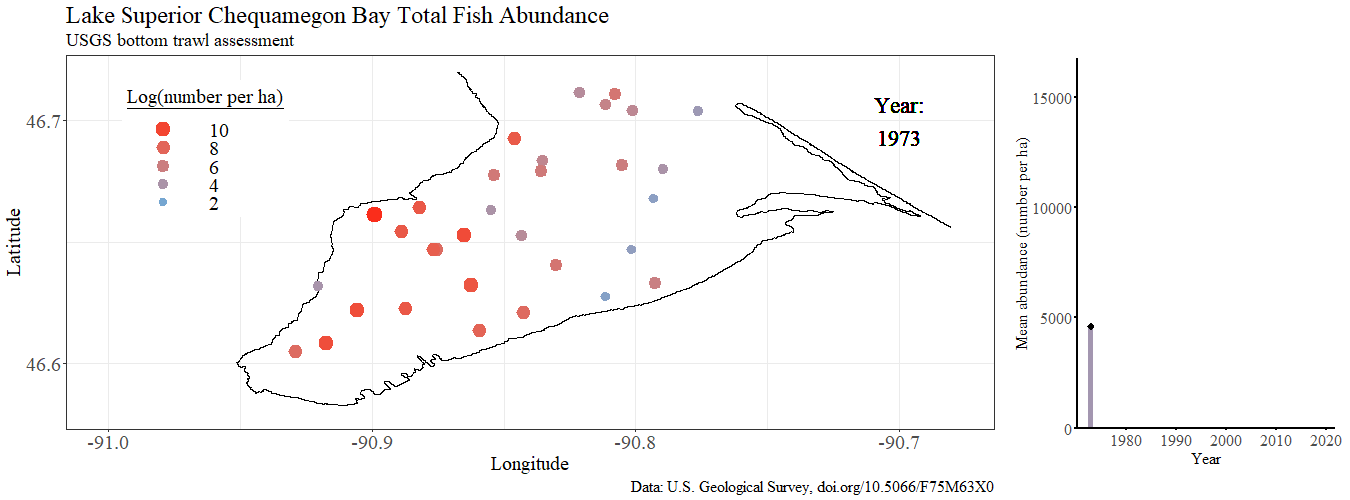 Lake Superior Chequamegon Bay Total Fish Abundance
USGS bottom trawl assessment
Log(number per ha)
10
8
6
4
2
Year:
1973
46.7
46.6
Latitude
-91.0
-90.9
-90.8
-90.7
Longitude
Data: U.S. Geological Survey, doi.org/10.5066/F75M63X0
Mean abundance (number per ha)
15000
10000
5000
0
1980
1990
2000
2010
2020
Year